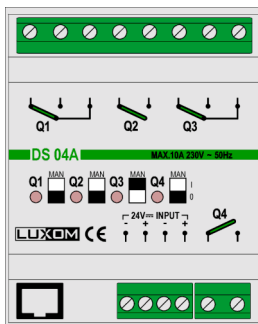 Q1 Q2 Q3
DS 04A MAX.10A 230V ~ 50Hz
MAN MAN MAN MAN
Q1 Q2 Q3 Q4 I
0
24V INPUT Q4
- + - +
LUXOM CE